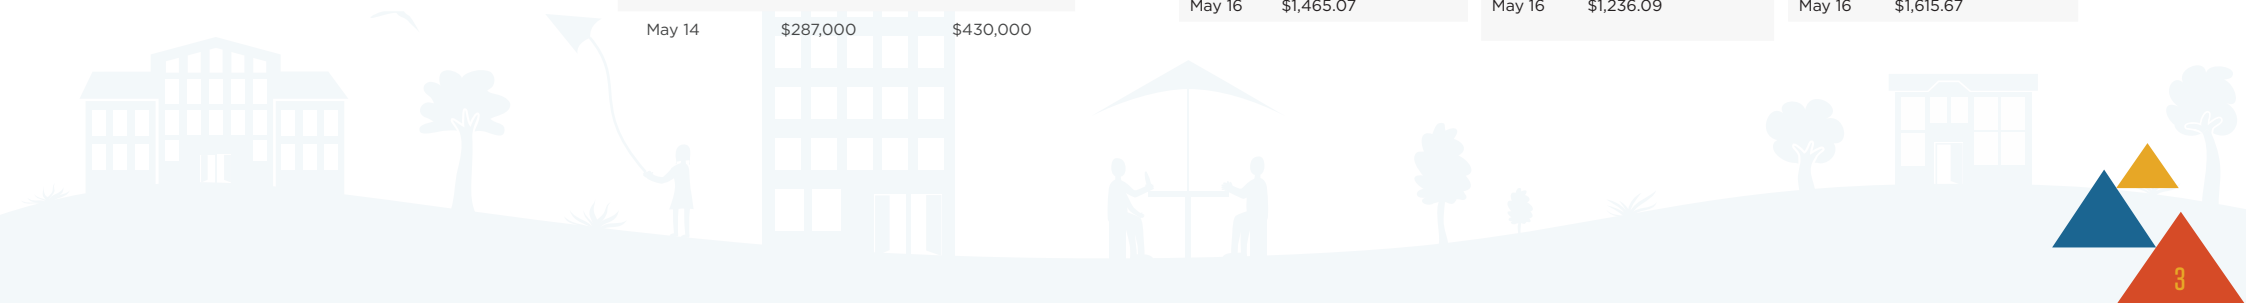 May 16 $1,465.07
May 16 $1,236.09
May 16 $1,615.67
May 14 $287,000 $430,000
3